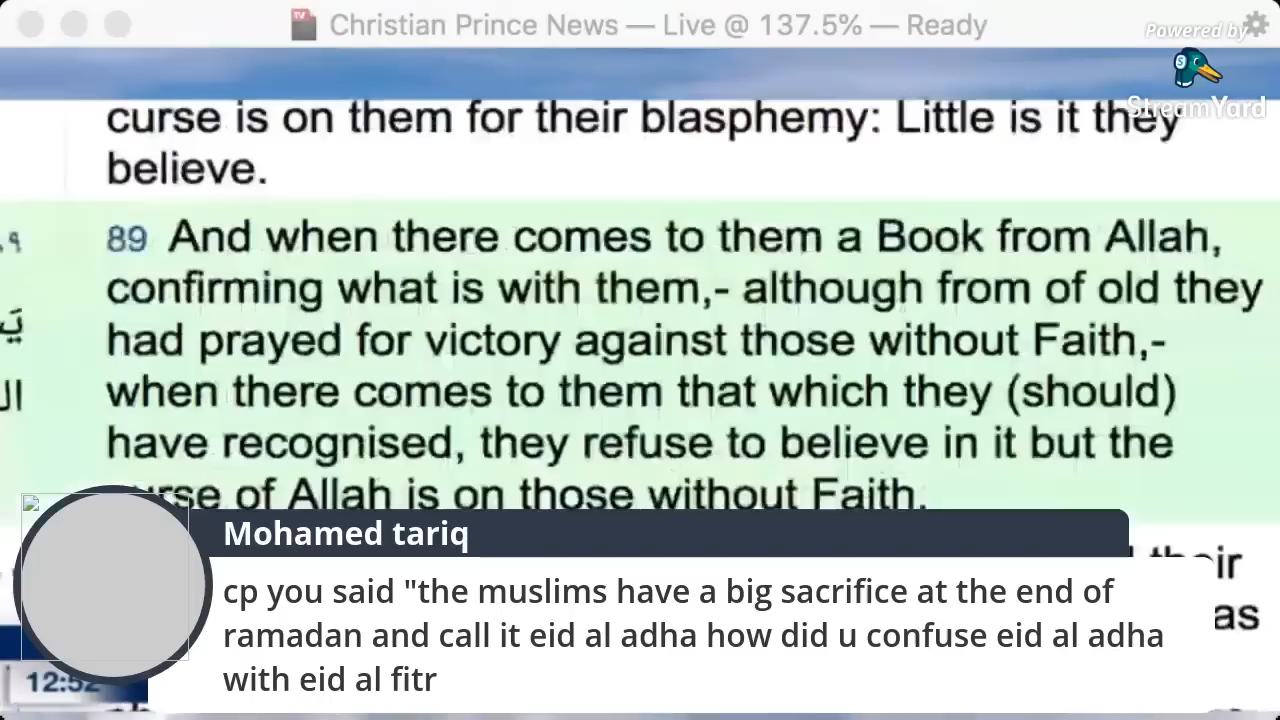 Christian Prince News — Live @ 137.5% — Ready
Powered by
StreamYard
curse is on them for their blasphemy: Little is it they
believe.
89 And when there comes to them a Book from Allah,
confirming what is with them,- although from of old they
had prayed for victory against those without Faith,-
when there comes to them that which they (should)
have recognised, they refuse to believe in it but the
curse of Allah is on those without Faith.
Mohamed tariq
cp you said "the muslims have a big sacrifice at the end of
ramadan and call it eid al adha how did u confuse eid al adha
with eid al fitr
as
12:52